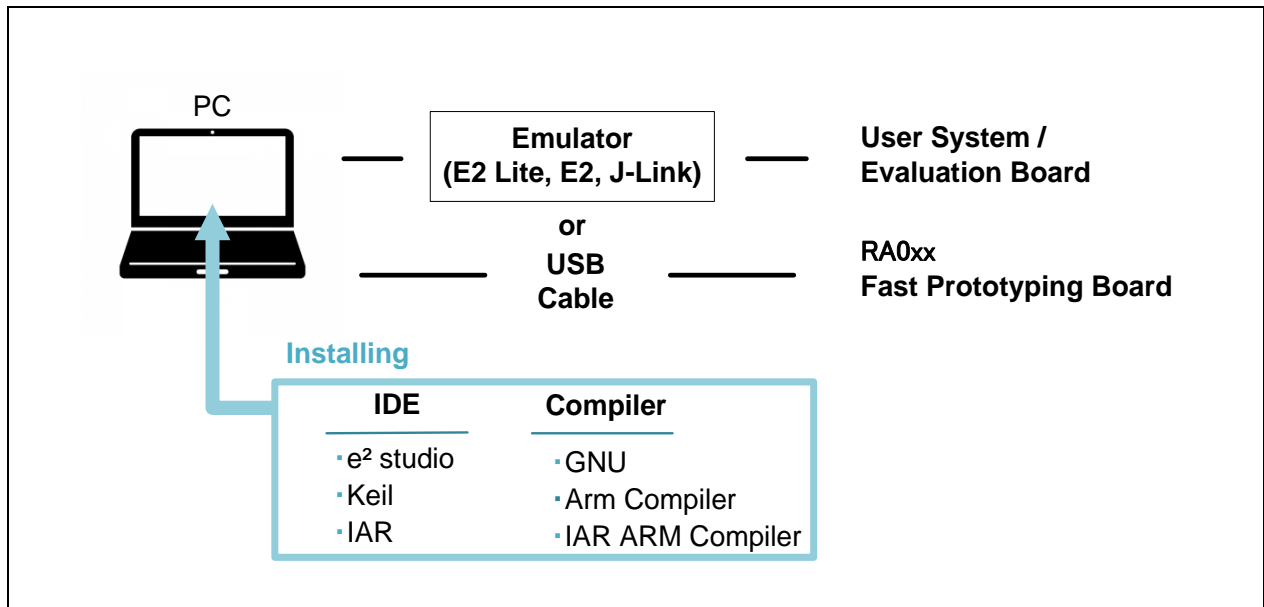 PC
Emulator
(E2 Lite, E2, J-Link)
User System /
Evaluation Board
or
USB
Cable
RA0xx
Fast Prototyping Board
Installing
IDE
・e² studio
・Keil
・IAR
Compiler
・GNU
・Arm Compiler
・IAR ARM Compiler